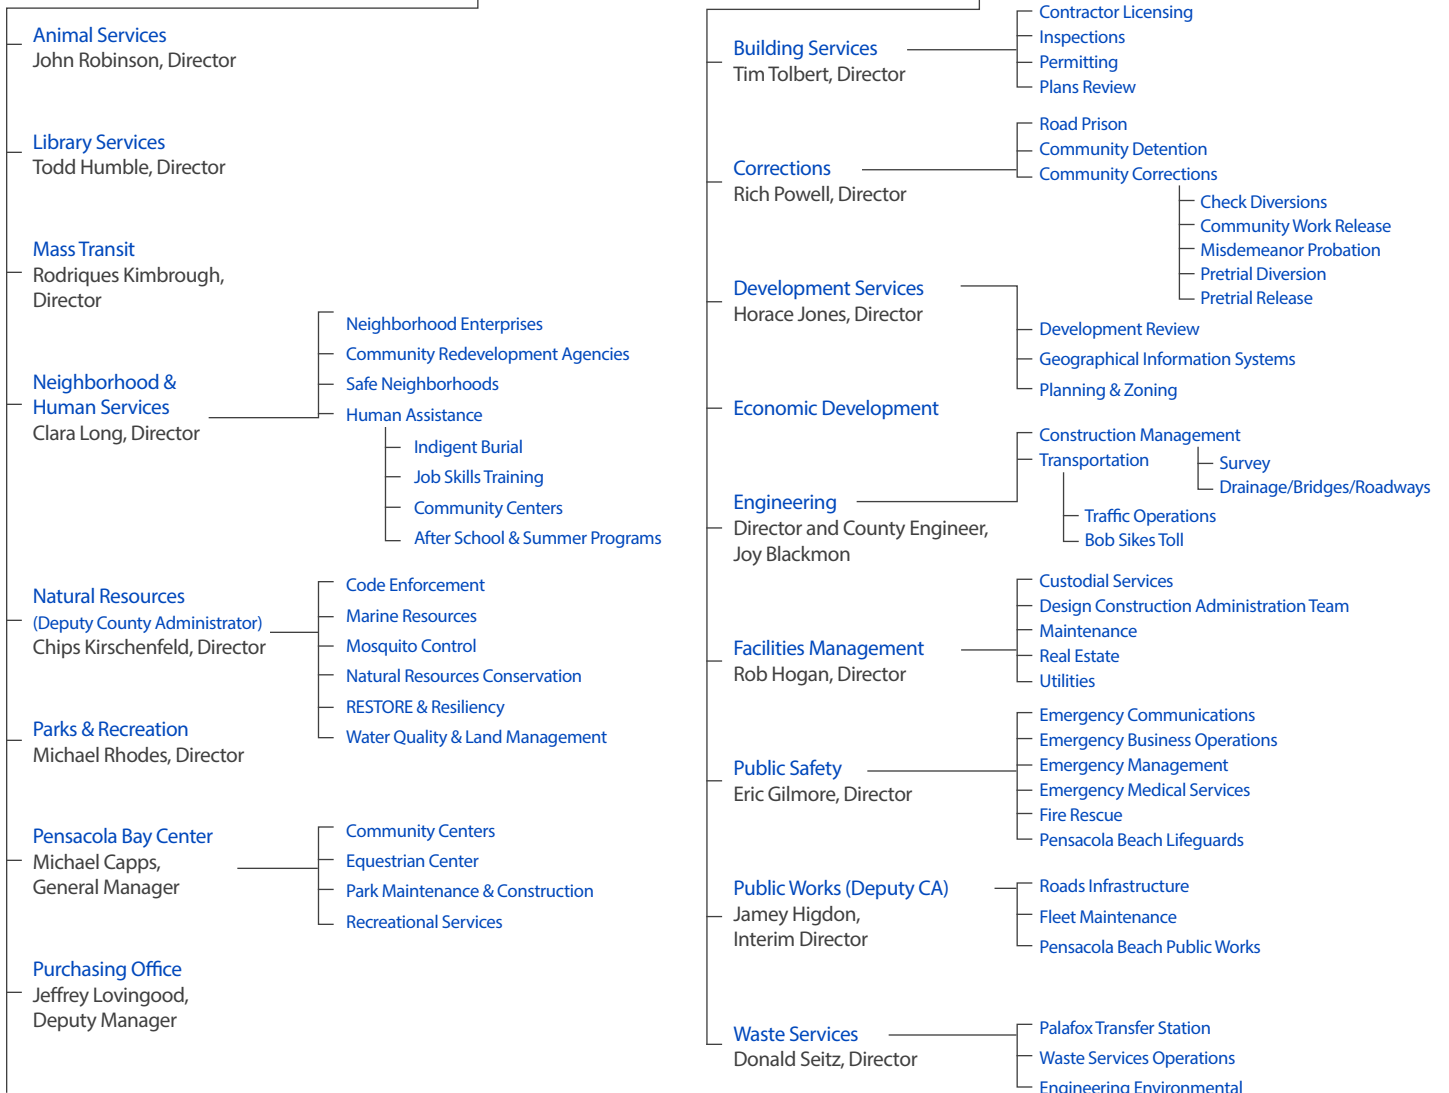 Animal Services
John Robinson, Director
Library Services
Todd Humble, Director
Mass Transit
Rodriques Kimbrough,
Director
Neighborhood &
Human Services
Clara Long, Director
Neighborhood Enterprises
Community Redevelopment Agencies
Safe Neighborhoods
Human Assistance
Indigent Burial
Job Skills Training
Community Centers
After School & Summer Programs
Natural Resources
(Deputy County Administrator)
Chips Kirschenfeld, Director
Code Enforcement
Marine Resources
Mosquito Control
Natural Resources Conservation
RESTORE & Resiliency
Water Quality & Land Management
Parks & Recreation
Michael Rhodes, Director
Pensacola Bay Center
Michael Capps,
General Manager
Community Centers
Equestrian Center
Park Maintenance & Construction
Recreational Services
Purchasing Office
Jeffrey Lovingood,
Deputy Manager
Building Services
Tim Tolbert, Director
Contractor Licensing
Inspections
Permitting
Plans Review
Corrections
Rich Powell, Director
Road Prison
Community Detention
Community Corrections
Check Diversions
Community Work Release
Misdemeanor Probation
Pretrial Diversion
Pretrial Release
Development Services
Horace Jones, Director
Development Review
Geographical Information Systems
Planning & Zoning
Economic Development
Engineering
Director and County Engineer,
Joy Blackmon
Construction Management
Survey
Drainage/Bridges/Roadways
Transportation
Traffic Operations
Bob Sikes Toll
Facilities Management
Rob Hogan, Director
Custodial Services
Design Construction Administration Team
Maintenance
Real Estate
Utilities
Public Safety
Eric Gilmore, Director
Emergency Communications
Emergency Business Operations
Emergency Management
Emergency Medical Services
Fire Rescue
Pensacola Beach Lifeguards
Public Works (Deputy CA)
Jamey Higdon,
Interim Director
Roads Infrastructure
Fleet Maintenance
Pensacola Beach Public Works
Waste Services
Donald Seitz, Director
Palafox Transfer Station
Waste Services Operations
Engineering Environmental